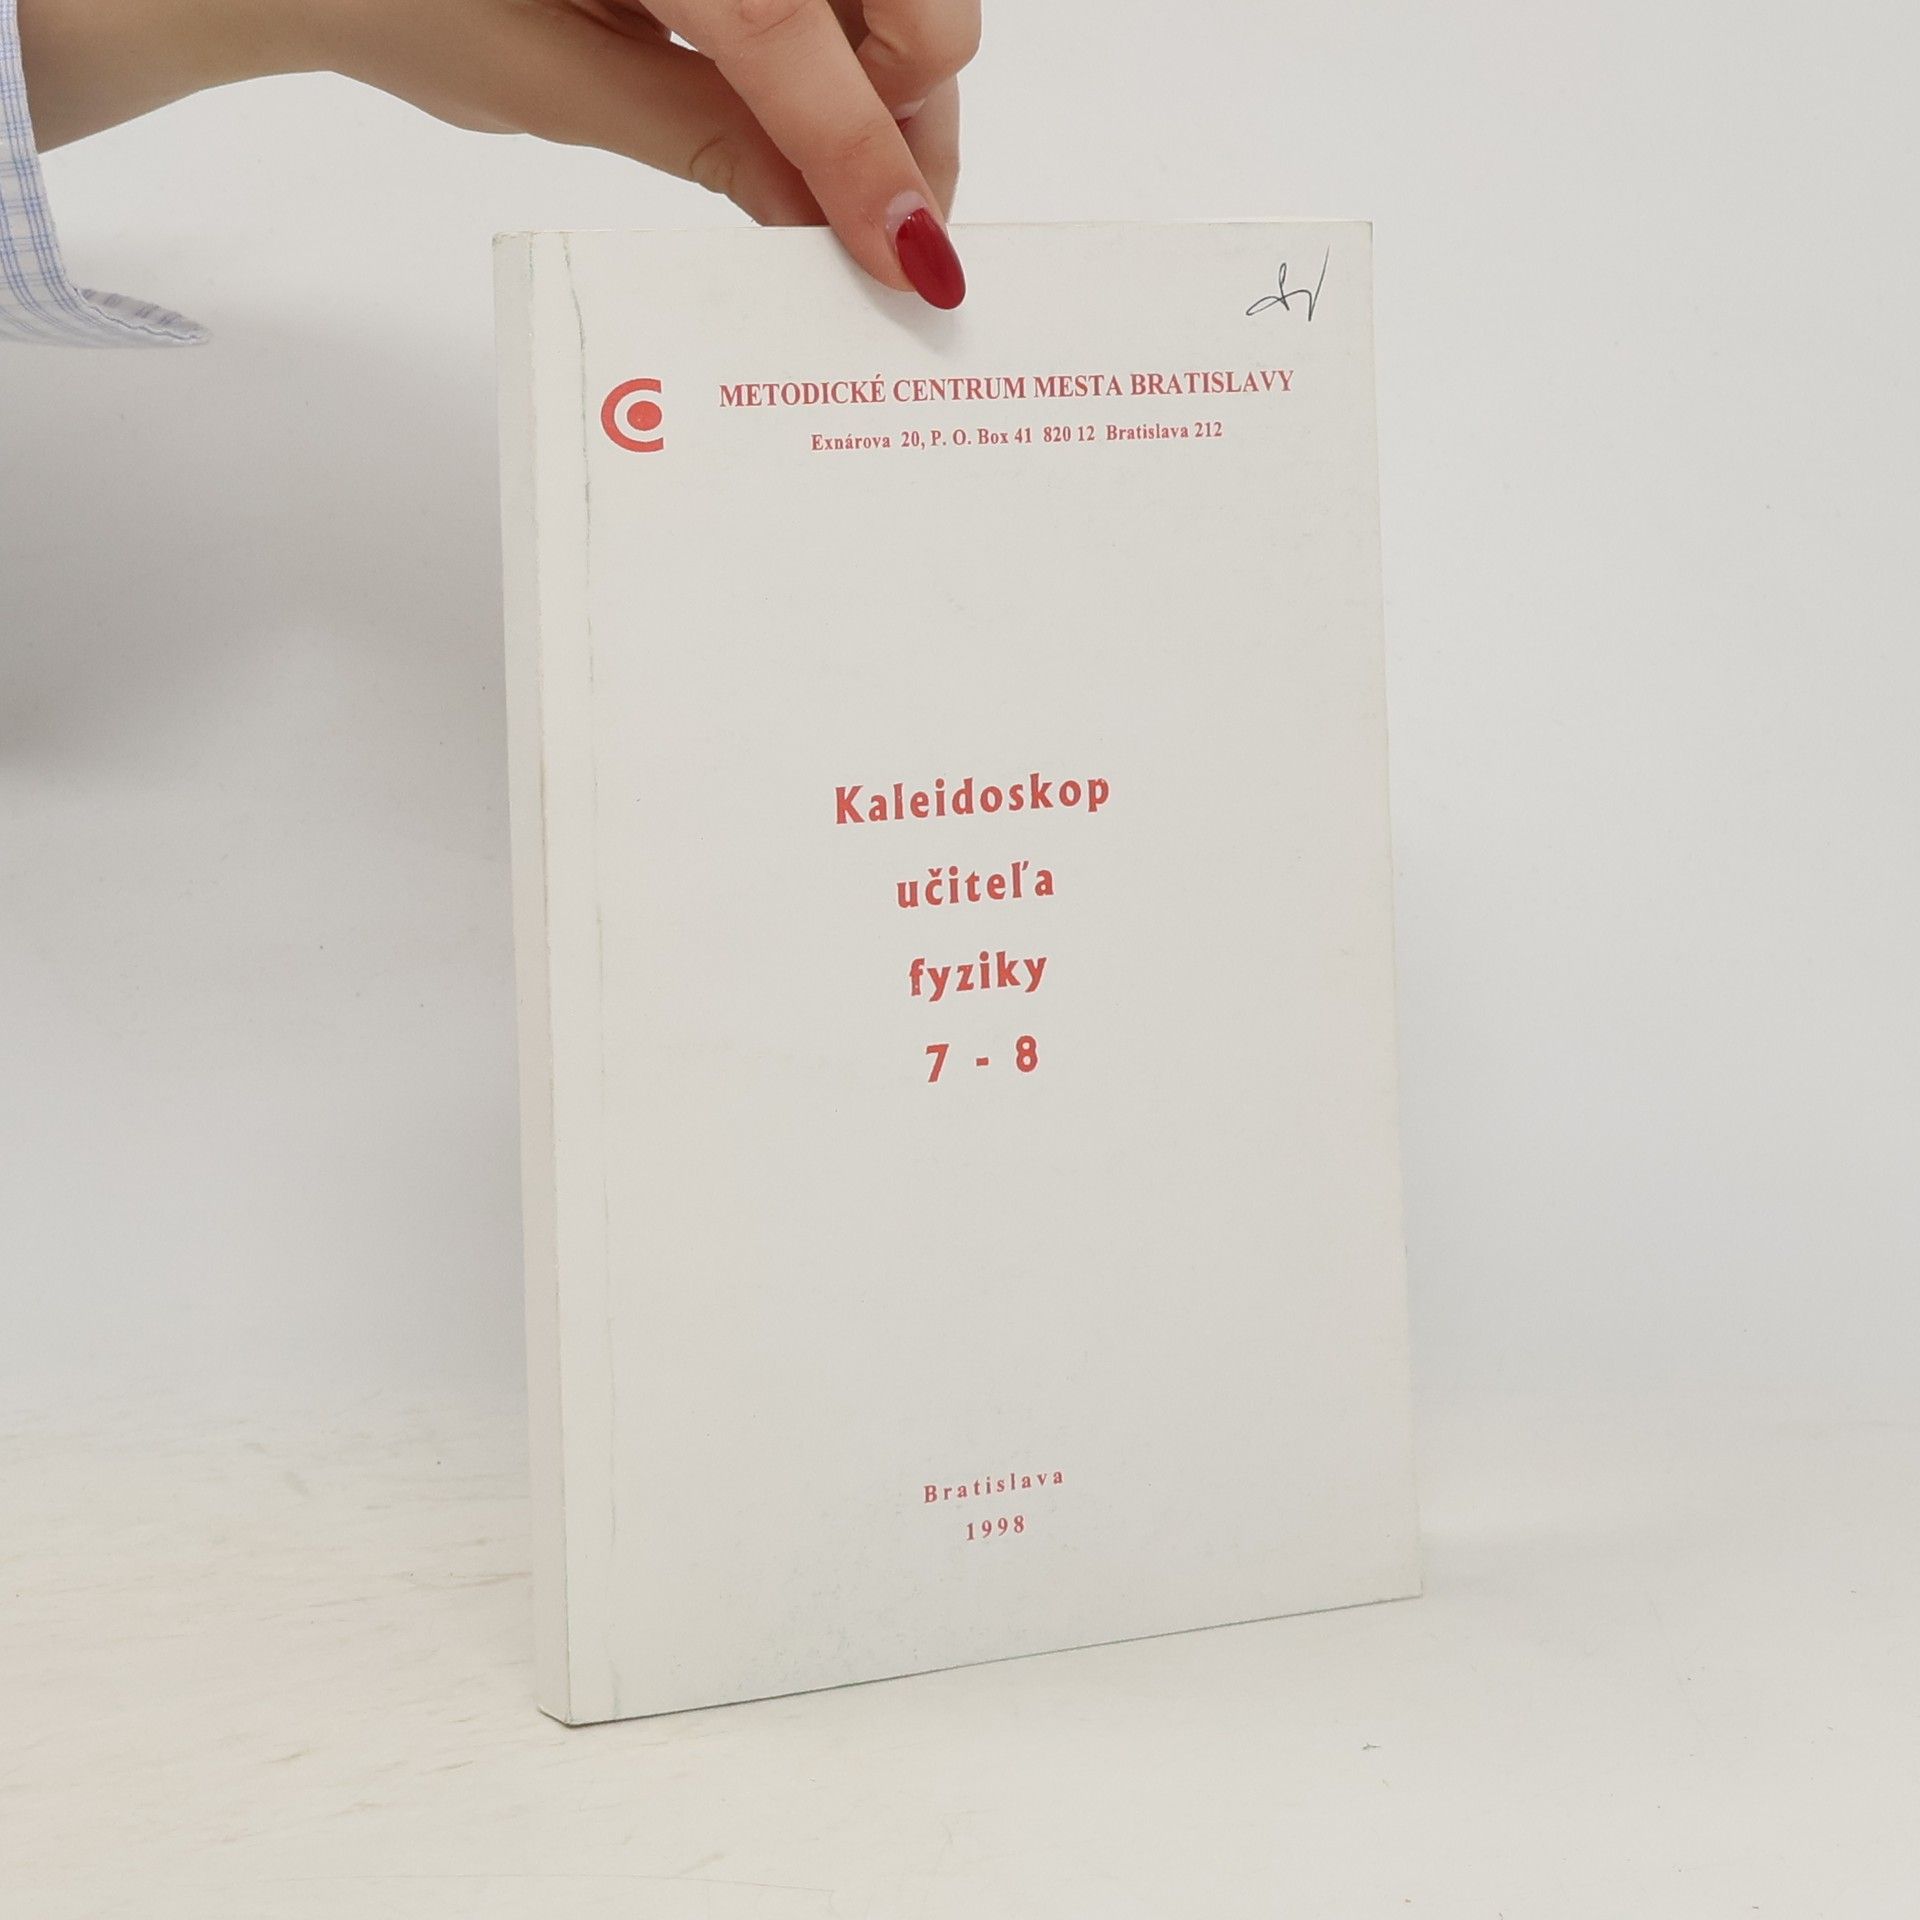 METODICKÉ CENTRUM MESTA BRATISLAVY
Exnárova 20, P. O. Box 41 820 12 Bratislava 212
Kaleidoskop
učiteľa
fyziky
7 - 8
Bratislava
1998